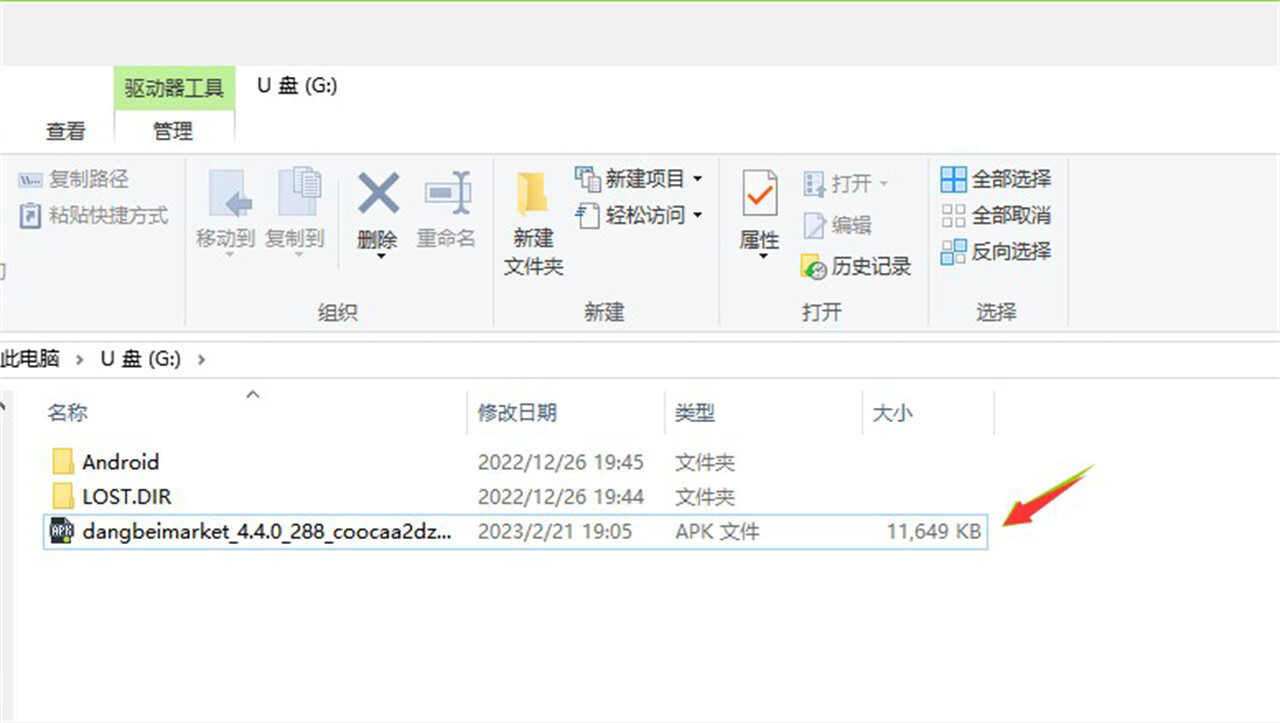 驱动器工具 U 盘 (G:)
查看 管理
复制路径
粘贴快捷方式
移动到 复制到 删除 重命名
组织
新建
文件夹
新建项目
轻松访问
新建
属性
打开
编辑
历史记录
打开
全部选择
全部取消
反向选择
选择
此电脑 > U 盘 (G:) >
名称 修改日期 类型 大小
Android 2022/12/26 19:45 文件夹
LOST.DIR 2022/12/26 19:44 文件夹
APK dangbeimarket_4.4.0_288_coocaa2dz... 2023/2/21 19:05 APK 文件 11,649 KB